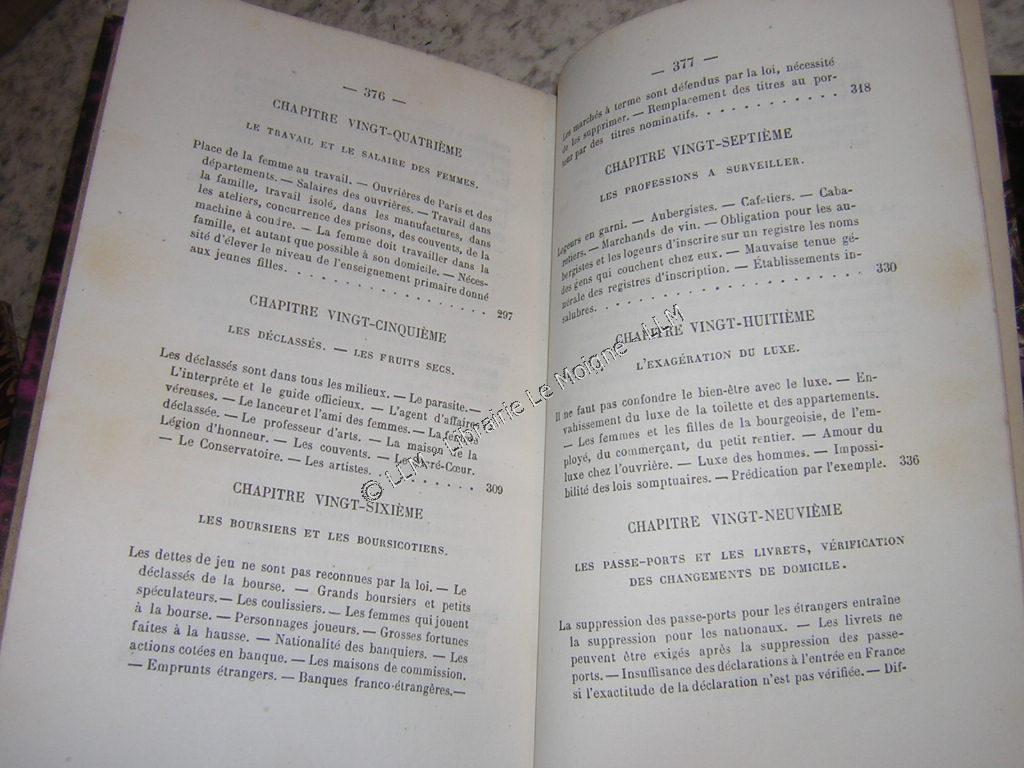 — 376 —
CHAPITRE VINGT-QUATRIÈME
LE TRAVAIL ET LE SALAIRE DES FEMMES.
Place de la femme au travail. — Ouvrières de Paris et des
départements. — Salaires des ouvrières. — Travail dans
la famille, travail isolé, dans les manufactures, dans
les ateliers, concurrence des prisons, des couvents, de la
machine à coudre. — La femme doit travailler dans la
famille, et autant que possible à son domicile. — Néces-
sité d'élever le niveau de l'enseignement primaire donné
aux jeunes filles. . . . . . . . . . . . . . . 297
CHAPITRE VINGT-CINQUIÈME
LES DÉCLASSÉS. — LES FRUITS SECS.
Les déclassés sont dans tous les milieux. — Le parasite. —
L'interprète et le guide officieux. — L'agent d'affaires
véreuses. — Le lanceur et l'ami des femmes. — La femme
déclassée. — Le professeur d'arts. — La maison de la
Légion d'honneur. — Les couvents. — Le Sacré-Cœur.
— Le Conservatoire. — Les artistes. . . . . . . . . 309
CHAPITRE VINGT-SIXIÈME
LES BOURSIERS ET LES BOURSICOTIERS.
Les dettes de jeu ne sont pas reconnues par la loi. — Le
déclassés de la bourse. — Grands boursiers et petits
spéculateurs. — Les coulissiers. — Les femmes qui jouent
à la bourse. — Personnages joueurs. — Grosses fortunes
faites à la hausse. — Nationalité des banquiers. — Les
actions cotées en banque. — Les maisons de commission.
— Emprunts étrangers. — Banques franco-étrangères. —
— 377 —
Les marchés à terme sont défendus par la loi, nécessité
de les supprimer. — Remplacement des titres au por-
teur par des titres nominatifs. . . . . . . . . . . 318
CHAPITRE VINGT-SEPTIÈME
LES PROFESSIONS A SURVEILLER.
Logeurs en garni. — Aubergistes. — Cafetiers. — Caba-
retiers. — Marchands de vin. — Obligation pour les au-
bergistes et les logeurs d'inscrire sur un registre les noms
des gens qui couchent chez eux. — Mauvaise tenue gé-
nérale des registres d'inscription. — Établissements in-
salubres. . . . . . . . . . . . . . . . . . 330
CHAPITRE VINGT-HUITIÈME
L'EXAGÉRATION DU LUXE.
Il ne faut pas confondre le bien-être avec le luxe. — En-
vahissement du luxe de la toilette et des appartements.
— Les femmes et les filles de la bourgeoisie, de l'em-
ployé, du commerçant, du petit rentier. — Amour du
luxe chez l'ouvrière. — Luxe des hommes. — Impossi-
bilité des lois somptuaires. — Prédication par l'exemple. 336
CHAPITRE VINGT-NEUVIÈME
LES PASSE-PORTS ET LES LIVRETS, VÉRIFICATION
DES CHANGEMENTS DE DOMICILE.
La suppression des passe-ports pour les étrangers entraîne
la suppression pour les nationaux. — Les livrets ne
peuvent être exigés après la suppression des passe-
ports. — Insuffisance des déclarations à l'entrée en France
si l'exactitude de la déclaration n'est pas vérifiée. — Dif-
© LLM - Librairie Le Moigne - LLM